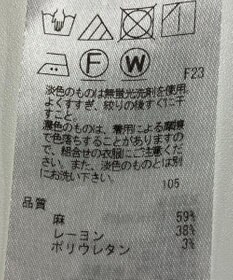 F W
F23
淡色のものは無蛍光洗剤を使用。
よくすすぎ、絞りの後すぐに干
すこと。
濃色のものは、着用による摩擦
で色落ちすることがありますの
で、組合せの衣服にご注意くだ
さい。また、淡色のものとは別
にお洗い下さい。
105
品質
麻 59%
レーヨン 38%
ポリウレタン 3%